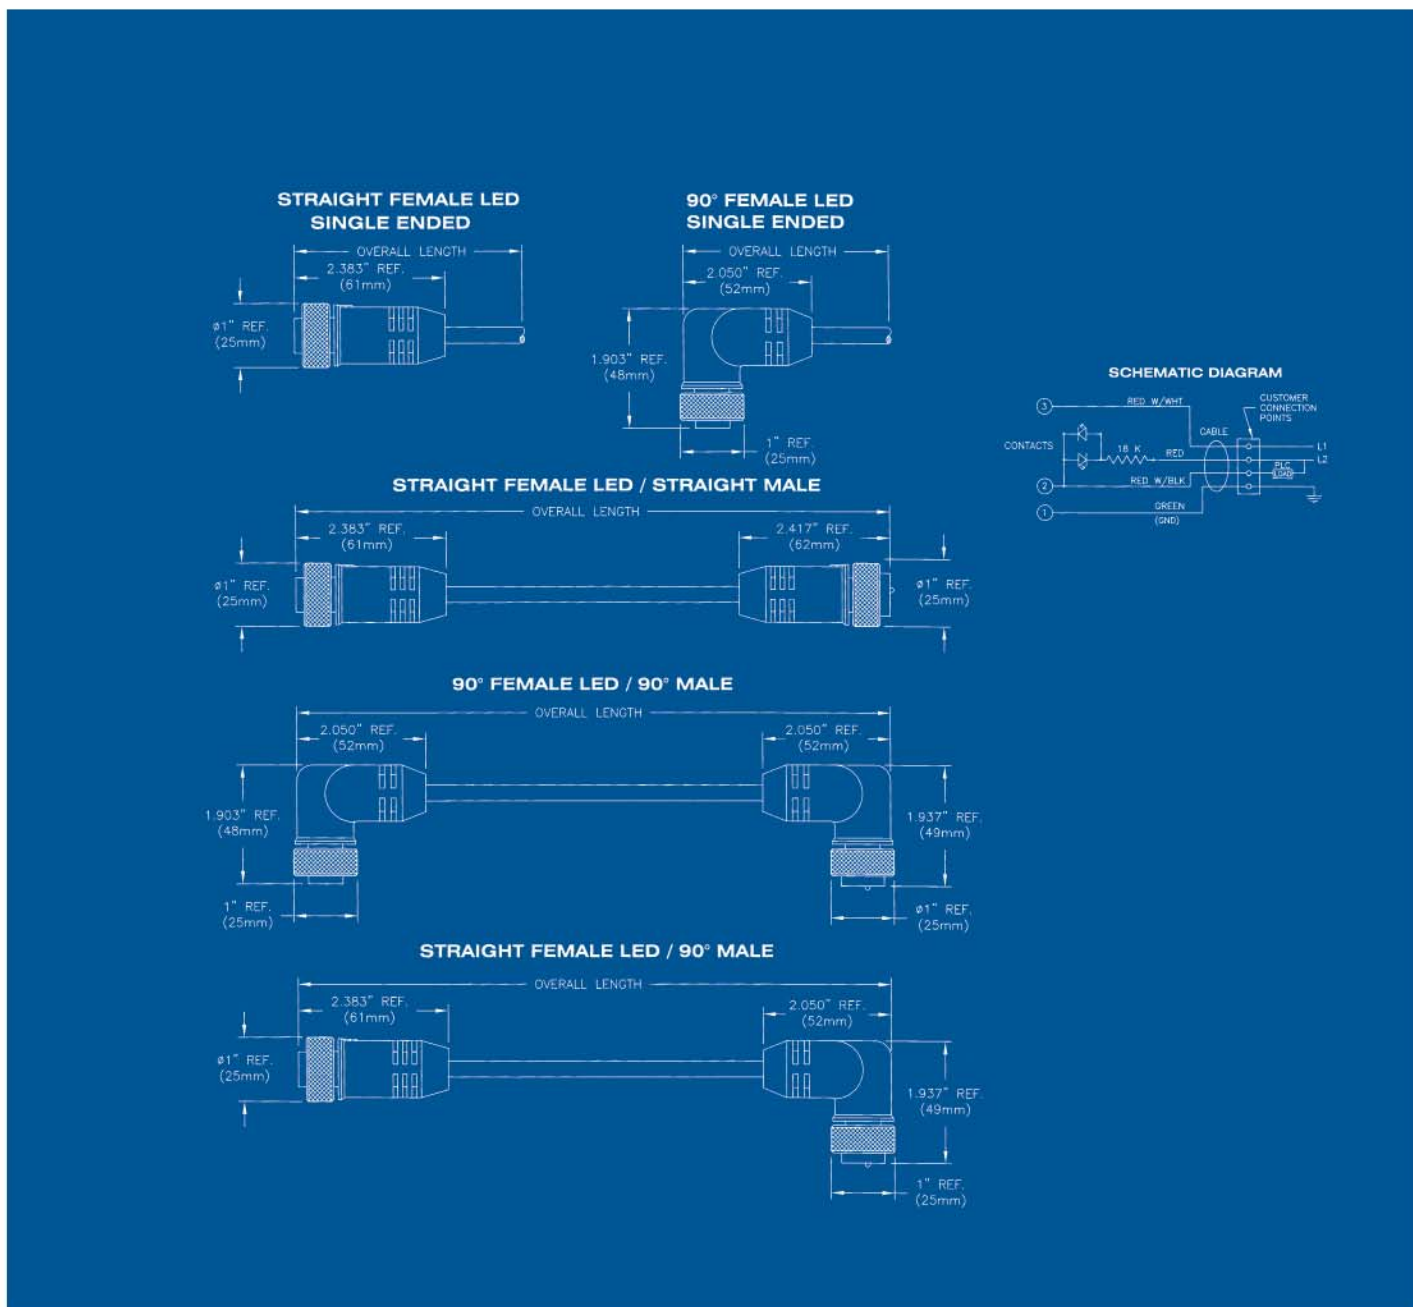 STRAIGHT FEMALE LED
SINGLE ENDED
OVERALL LENGTH
2.383" REF.
(61mm)
ø1" REF.
(25mm)
90° FEMALE LED
SINGLE ENDED
OVERALL LENGTH
2.050" REF.
(52mm)
1.903" REF.
(48mm)
1" REF.
(25mm)
SCHEMATIC DIAGRAM
3
RED W/WHT
CUSTOMER
CONNECTION
POINTS
CABLE
CONTACTS
18 K
RED
L1
L2
PLC
LOAD
2
RED W/BLK
1
GREEN
(GND)
STRAIGHT FEMALE LED / STRAIGHT MALE
OVERALL LENGTH
2.383" REF.
(61mm)
2.417" REF.
(62mm)
ø1" REF.
(25mm)
ø1" REF.
(25mm)
90° FEMALE LED / 90° MALE
OVERALL LENGTH
2.050" REF.
(52mm)
2.050" REF.
(52mm)
1.903" REF.
(48mm)
1.937" REF.
(49mm)
1" REF.
(25mm)
ø1" REF.
(25mm)
STRAIGHT FEMALE LED / 90° MALE
OVERALL LENGTH
2.383" REF.
(61mm)
2.050" REF.
(52mm)
ø1" REF.
(25mm)
1.937" REF.
(49mm)
1" REF.
(25mm)